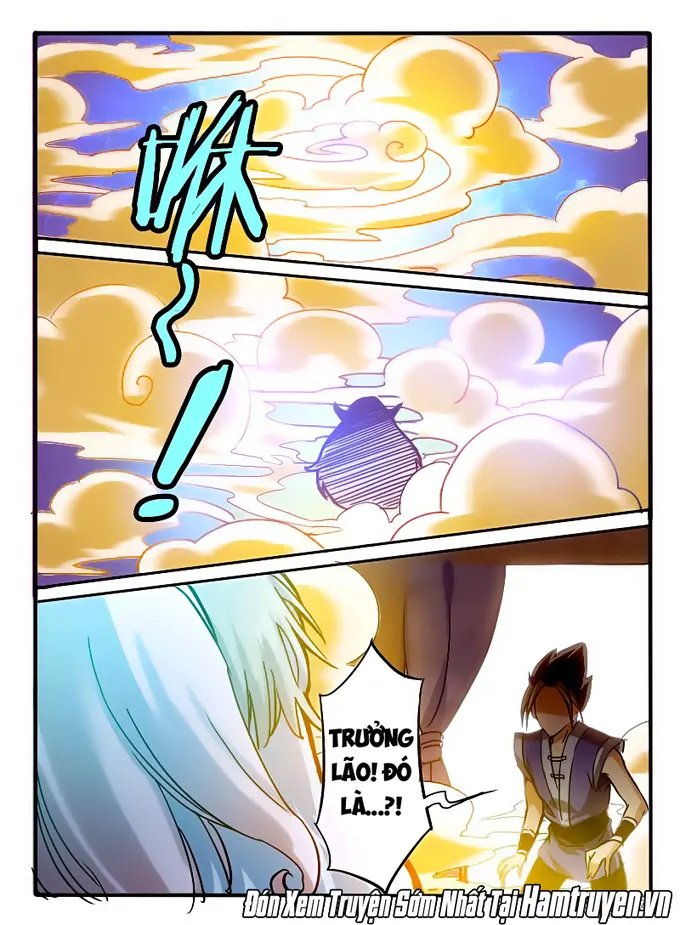 TRƯỞNG
LÃO! ĐÓ
LÀ...?!
Đón Xem Truyện Sớm Nhất Tại Hamtruyen.vn